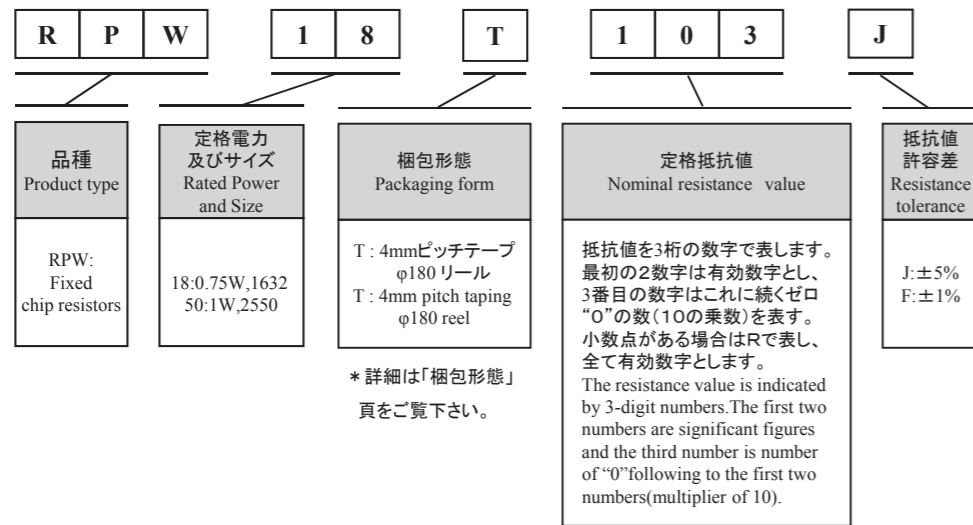 R P W 1 8 T 1 0 3 J
品種
Product type
定格電力
及びサイズ
Rated Power
and Size
梱包形態
Packaging form
定格抵抗値
Nominal resistance value
抵抗値
許容差
Resistance
tolerance
RPW:
Fixed
chip resistors
18:0.75W,1632
50:1W,2550
T : 4mmピッチテープ
φ180 リール
T : 4mm pitch taping
φ180 reel
抵抗値を3桁の数字で表します。
最初の2数字は有効数字とし、
3番目の数字はこれに続くゼロ
“0”の数(10の乗数)を表す。
小数点がある場合はRで表し、
全て有効数字とします。
The resistance value is indicated
by 3-digit numbers.The first two
numbers are significant figures
and the third number is number
of “0”following to the first two
numbers(multiplier of 10).
J:±5%
F:±1%
*詳細は「梱包形態」
頁をご覧下さい。